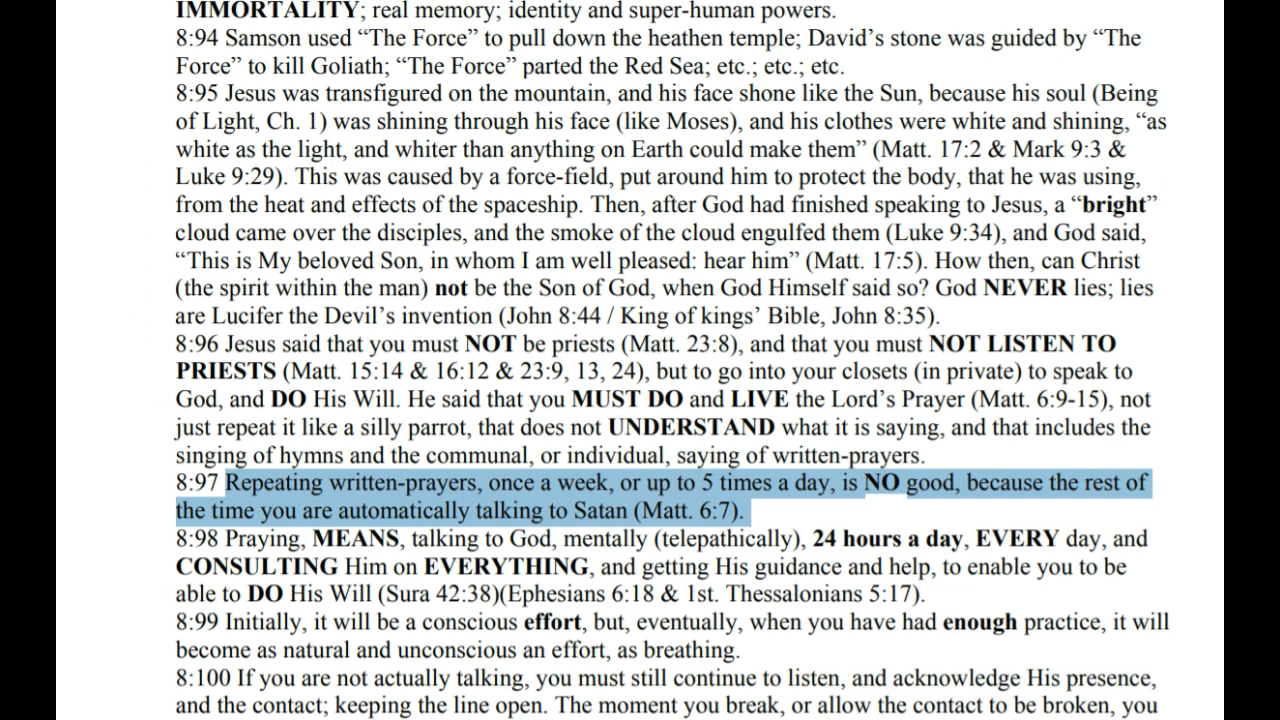 IMMORTALITY; real memory; identity and super-human powers.
8:94 Samson used “The Force” to pull down the heathen temple; David’s stone was guided by “The
Force” to kill Goliath; “The Force” parted the Red Sea; etc.; etc.; etc.
8:95 Jesus was transfigured on the mountain, and his face shone like the Sun, because his soul (Being
of Light, Ch. 1) was shining through his face (like Moses), and his clothes were white and shining, “as
white as the light, and whiter than anything on Earth could make them” (Matt. 17:2 & Mark 9:3 &
Luke 9:29). This was caused by a force-field, put around him to protect the body, that he was using,
from the heat and effects of the spaceship. Then, after God had finished speaking to Jesus, a “bright”
cloud came over the disciples, and the smoke of the cloud engulfed them (Luke 9:34), and God said,
“This is My beloved Son, in whom I am well pleased: hear him” (Matt. 17:5). How then, can Christ
(the spirit within the man) not be the Son of God, when God Himself said so? God NEVER lies; lies
are Lucifer the Devil’s invention (John 8:44 / King of kings’ Bible, John 8:35).
8:96 Jesus said that you must NOT be priests (Matt. 23:8), and that you must NOT LISTEN TO
PRIESTS (Matt. 15:14 & 16:12 & 23:9, 13, 24), but to go into your closets (in private) to speak to
God, and DO His Will. He said that you MUST DO and LIVE the Lord’s Prayer (Matt. 6:9-15), not
just repeat it like a silly parrot, that does not UNDERSTAND what it is saying, and that includes the
singing of hymns and the communal, or individual, saying of written-prayers.
8:97 Repeating written-prayers, once a week, or up to 5 times a day, is NO good, because the rest of
the time you are automatically talking to Satan (Matt. 6:7).
8:98 Praying, MEANS, talking to God, mentally (telepathically), 24 hours a day, EVERY day, and
CONSULTING Him on EVERYTHING, and getting His guidance and help, to enable you to be
able to DO His Will (Sura 42:38)(Ephesians 6:18 & 1st. Thessalonians 5:17).
8:99 Initially, it will be a conscious effort, but, eventually, when you have had enough practice, it will
become as natural and unconscious an effort, as breathing.
8:100 If you are not actually talking, you must still continue to listen, and acknowledge His presence,
and the contact; keeping the line open. The moment you break, or allow the contact to be broken, you